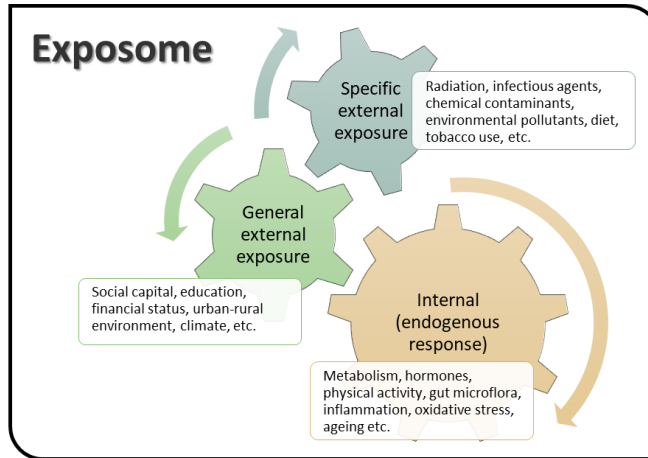 Exposome
Specific
external
exposure
Radiation, infectious agents,
chemical contaminants,
environmental pollutants, diet,
tobacco use, etc.
General
external
exposure
Social capital, education,
financial status, urban-rural
environment, climate, etc.
Internal
(endogenous
response)
Metabolism, hormones,
physical activity, gut microflora,
inflammation, oxidative stress,
ageing etc.